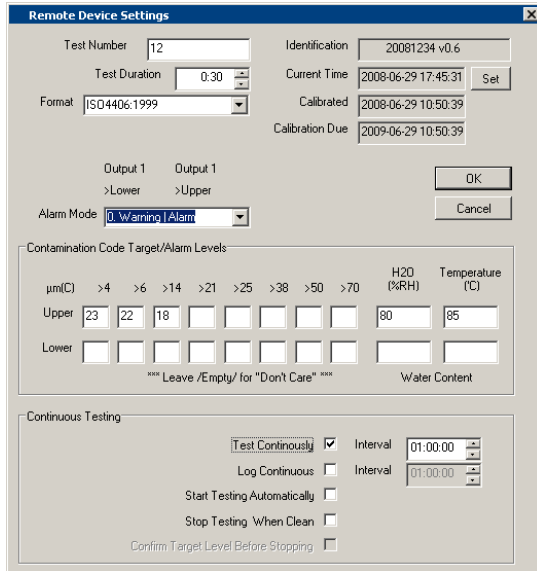 Remote Device Settings
Test Number 12 Identification 20081234 v0.6
Test Duration 0:30 Current Time 2008-06-29 17:45:31 Set
Format ISO4406:1999 Calibrated 2008-06-29 10:50:39
Calibration Due 2009-06-29 10:50:39
Output 1 Output 1
>Lower >Upper
OK
Alarm Mode 0. Warning | Alarm Cancel
Contamination Code Target/Alarm Levels
H2O Temperature
µm(C) >4 >6 >14 >21 >25 >38 >50 >70 (%RH) (°C)
Upper 23 22 18 80 85
Lower
*** Leave /Empty/ for "Don't Care" *** Water Content
Continuous Testing
Test Continously Interval 01:00:00
Log Continuous Interval 01:00:00
Start Testing Automatically
Stop Testing When Clean
Confirm Target Level Before Stopping